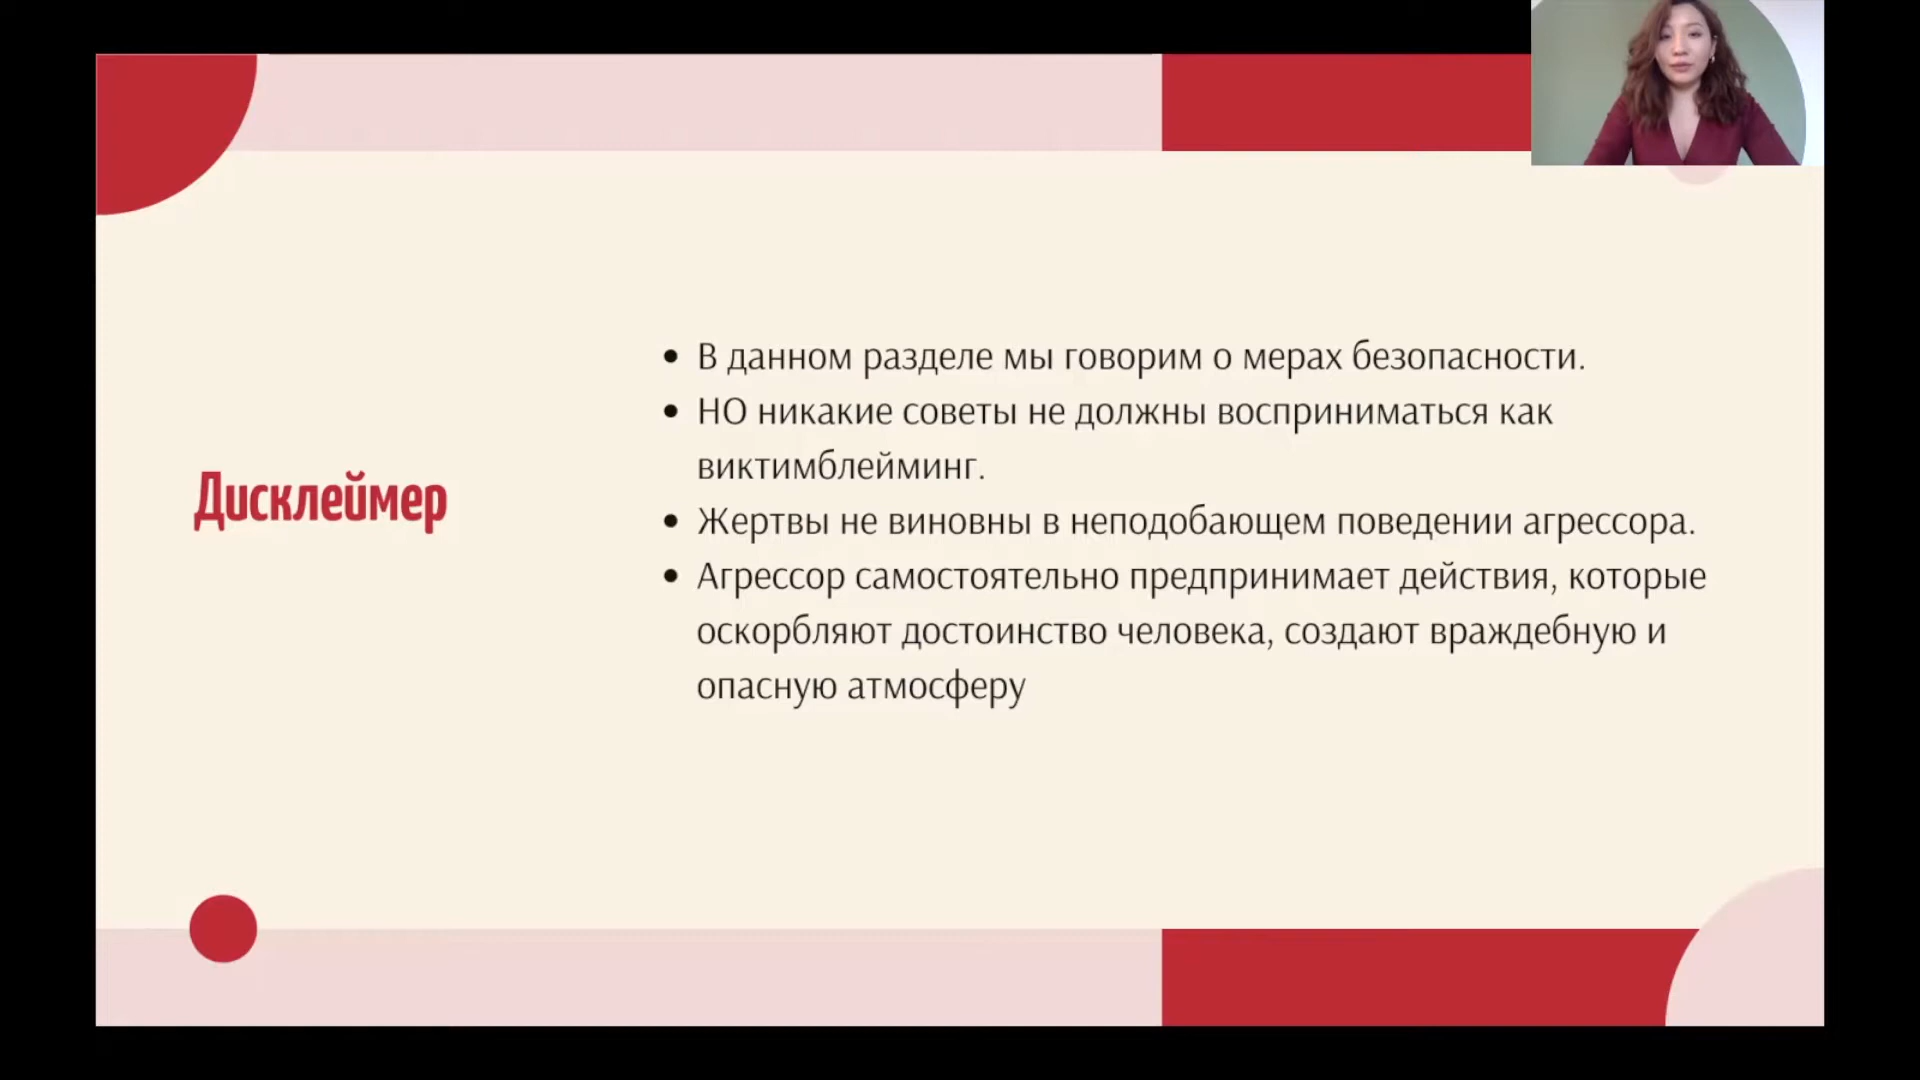 Дисклеймер
• В данном разделе мы говорим о мерах безопасности.
• НО никакие советы не должны восприниматься как
виктимблейминг.
• Жертвы не виновны в неподобающем поведении агрессора.
• Агрессор самостоятельно предпринимает действия, которые
оскорбляют достоинство человека, создают враждебную и
опасную атмосферу